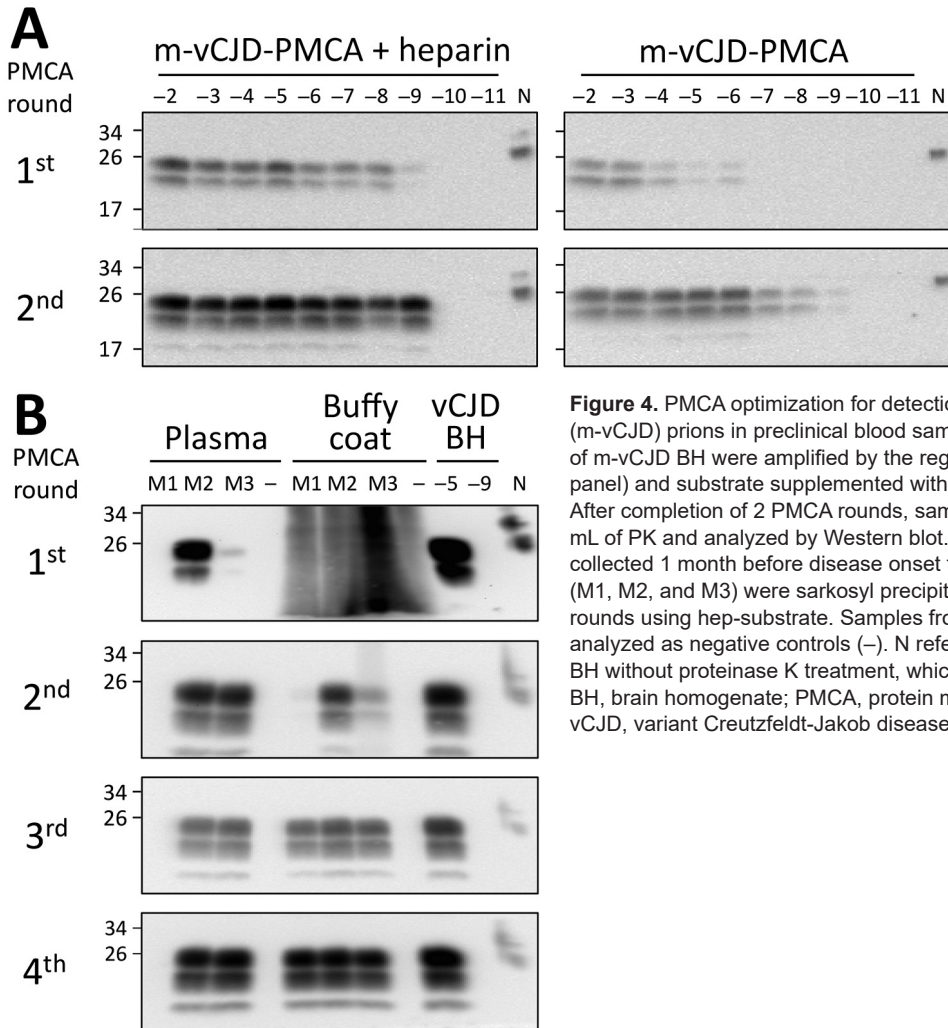 A
PMCA
round
m-vCJD-PMCA + heparin
m-vCJD-PMCA
–2 –3 –4 –5 –6 –7 –8 –9 –10 –11 N
–2 –3 –4 –5 –6 –7 –8 –9 –10 –11 N
1st
34
26
17
2nd
34
26
17
B
PMCA
round
Plasma
Buffy
coat
vCJD
BH
M1 M2 M3 – M1 M2 M3 – –5 –9 N
1st
34
26
2nd
34
26
3rd
34
26
4th
34
26
Figure 4. PMCA optimization for detectio
(m-vCJD) prions in preclinical blood sam
of m-vCJD BH were amplified by the reg
panel) and substrate supplemented with
After completion of 2 PMCA rounds, sam
mL of PK and analyzed by Western blot.
collected 1 month before disease onset f
(M1, M2, and M3) were sarkosyl precipit
rounds using hep-substrate. Samples fro
analyzed as negative controls (–). N refe
BH without proteinase K treatment, whic
BH, brain homogenate; PMCA, protein m
vCJD, variant Creutzfeldt-Jakob disease